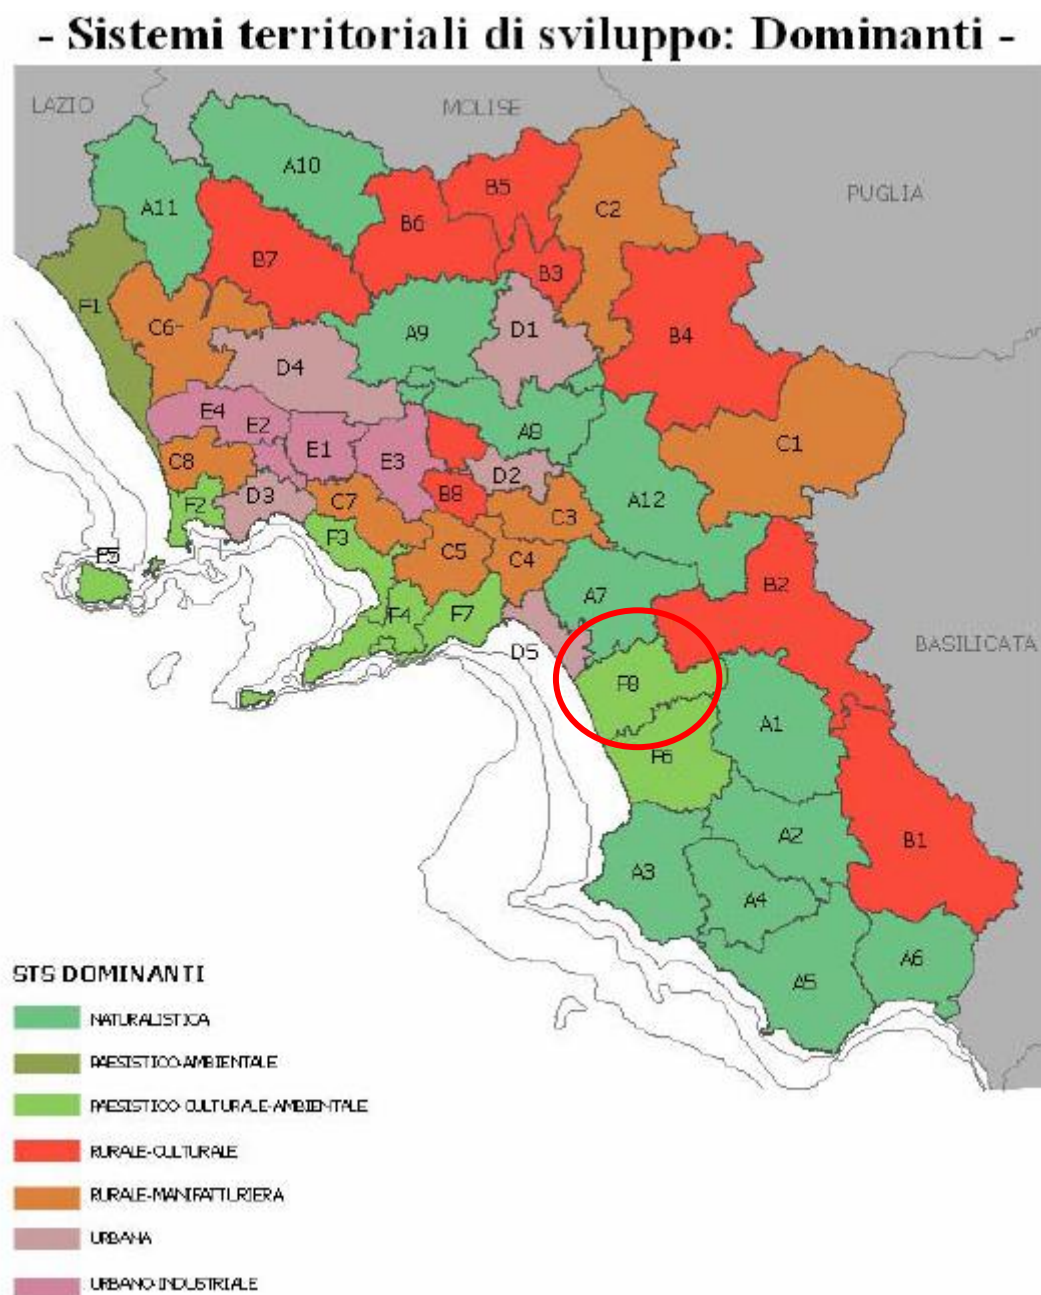 - Sistemi territoriali di sviluppo: Dominanti -
LAZIO
MOLISE
PUGLIA
BASILICATA
A10
A11
B5
B6
C2
B7
B3
F1
C6-
A9
D1
B4
D4
E4
E2
E1
E3
A8
C1
C8
D2
F2
D3
C7
B8
C3
A12
F3
C5
C4
F5
A7
B2
F4
F7
D5
F8
A1
F6
A2
B1
A3
A4
A5
A6
STS DOMINANTI
NATURALISTICA
PAESISTICO-AMBIENTALE
PAESISTICO-CULTURALE-AMBIENTALE
RURALE-CULTURALE
RURALE-MANIFATTURIERA
URBANA
URBANO-INDUSTRIALE